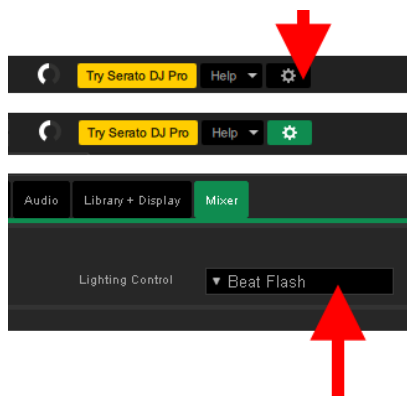 Try Serato DJ Pro Help
Try Serato DJ Pro Help
Audio Library + Display Mixer
Lighting Control Beat Flash